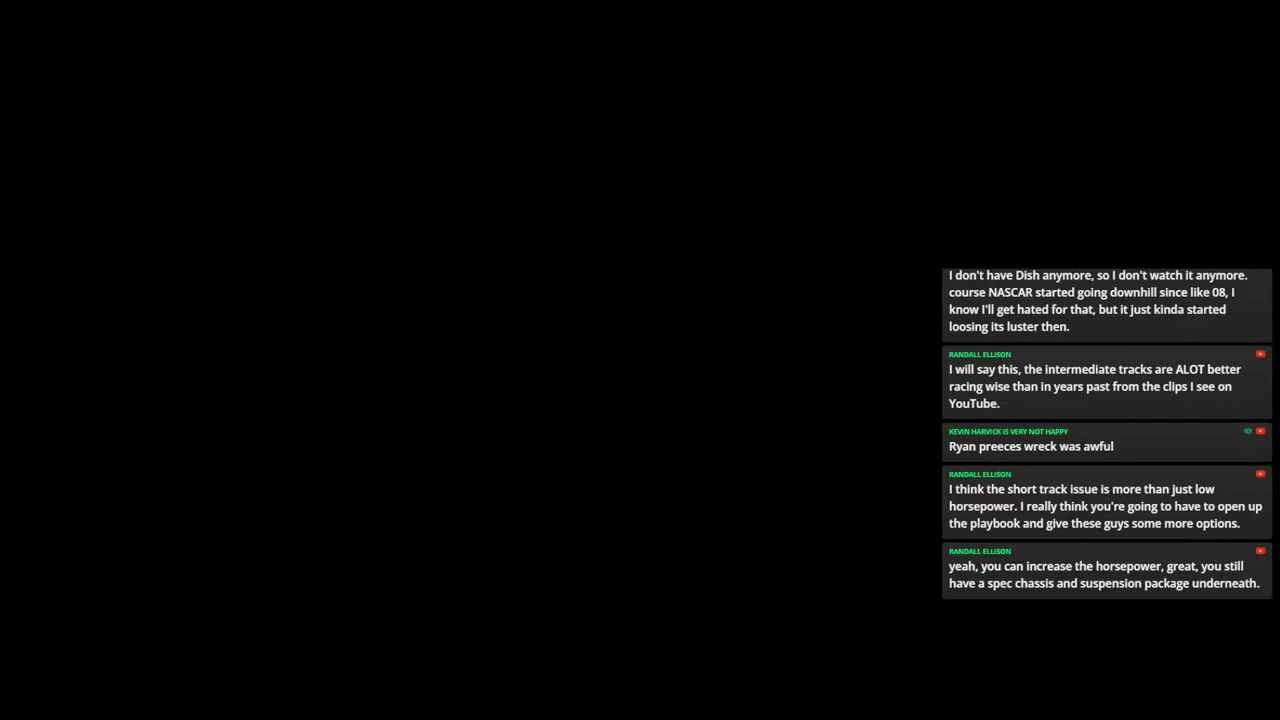 I don't have Dish anymore, so I don't watch it anymore.
course NASCAR started going downhill since like 08, I
know I'll get hated for that, but it just kinda started
loosing its luster then.
RANDALL ELLISON
I will say this, the intermediate tracks are ALOT better
racing wise than in years past from the clips I see on
YouTube.
KEVIN HARVICK IS VERY NOT HAPPY
Ryan preeces wreck was awful
RANDALL ELLISON
I think the short track issue is more than just low
horsepower. I really think you're going to have to open up
the playbook and give these guys some more options.
RANDALL ELLISON
yeah, you can increase the horsepower, great, you still
have a spec chassis and suspension package underneath.